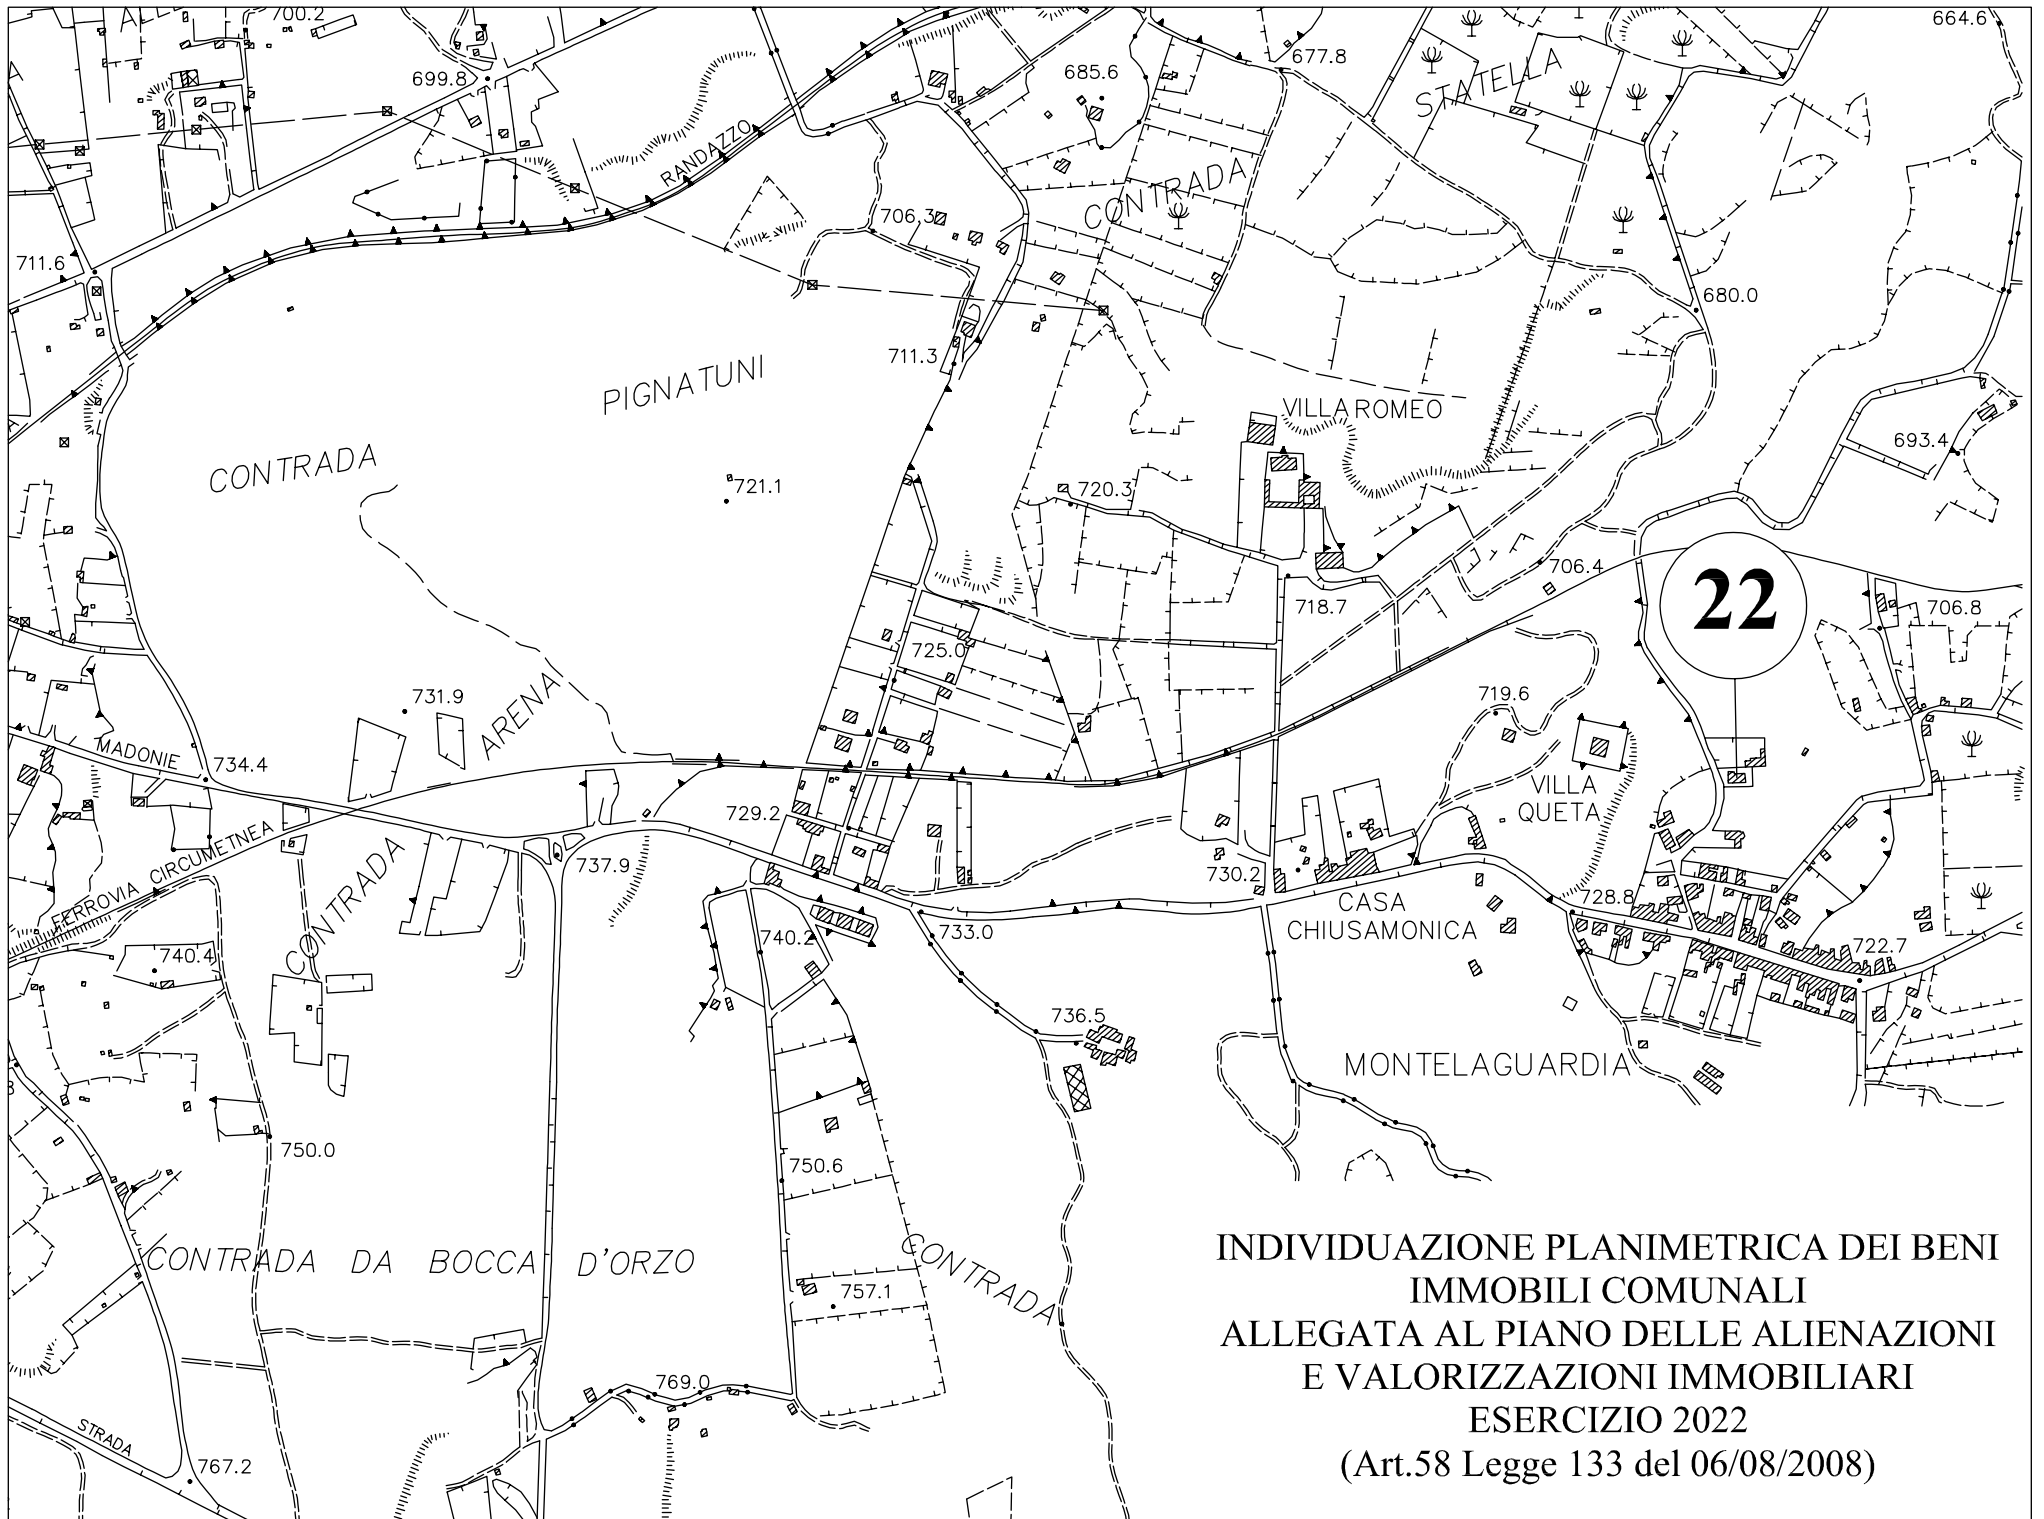 700.2
664.6
699.8
685.6
677.8
STATELLA
RANDAZZO
CONTRADA
706.3
711.6
680.0
711.3
PIGNATUNI
VILLA ROMEO
693.4
CONTRADA
721.1
720.3
706.4
22
718.7
706.8
725.0
731.9
ARENA
719.6
MADONIE
734.4
VILLA
QUETA
729.2
FERROVIA CIRCUMETNEA
737.9
730.2
CONTRADA
CASA
CHIUSAMONICA
728.8
740.2
733.0
722.7
740.4
736.5
MONTELAGUARDIA
750.0
750.6
CONTRADA DA BOCCA D'ORZO
CONTRADA
757.1
769.0
STRADA
767.2
INDIVIDUAZIONE PLANIMETRICA DEI BENI
IMMOBILI COMUNALI
ALLEGATA AL PIANO DELLE ALIENAZIONI
E VALORIZZAZIONI IMMOBILIARI
ESERCIZIO 2022
(Art.58 Legge 133 del 06/08/2008)